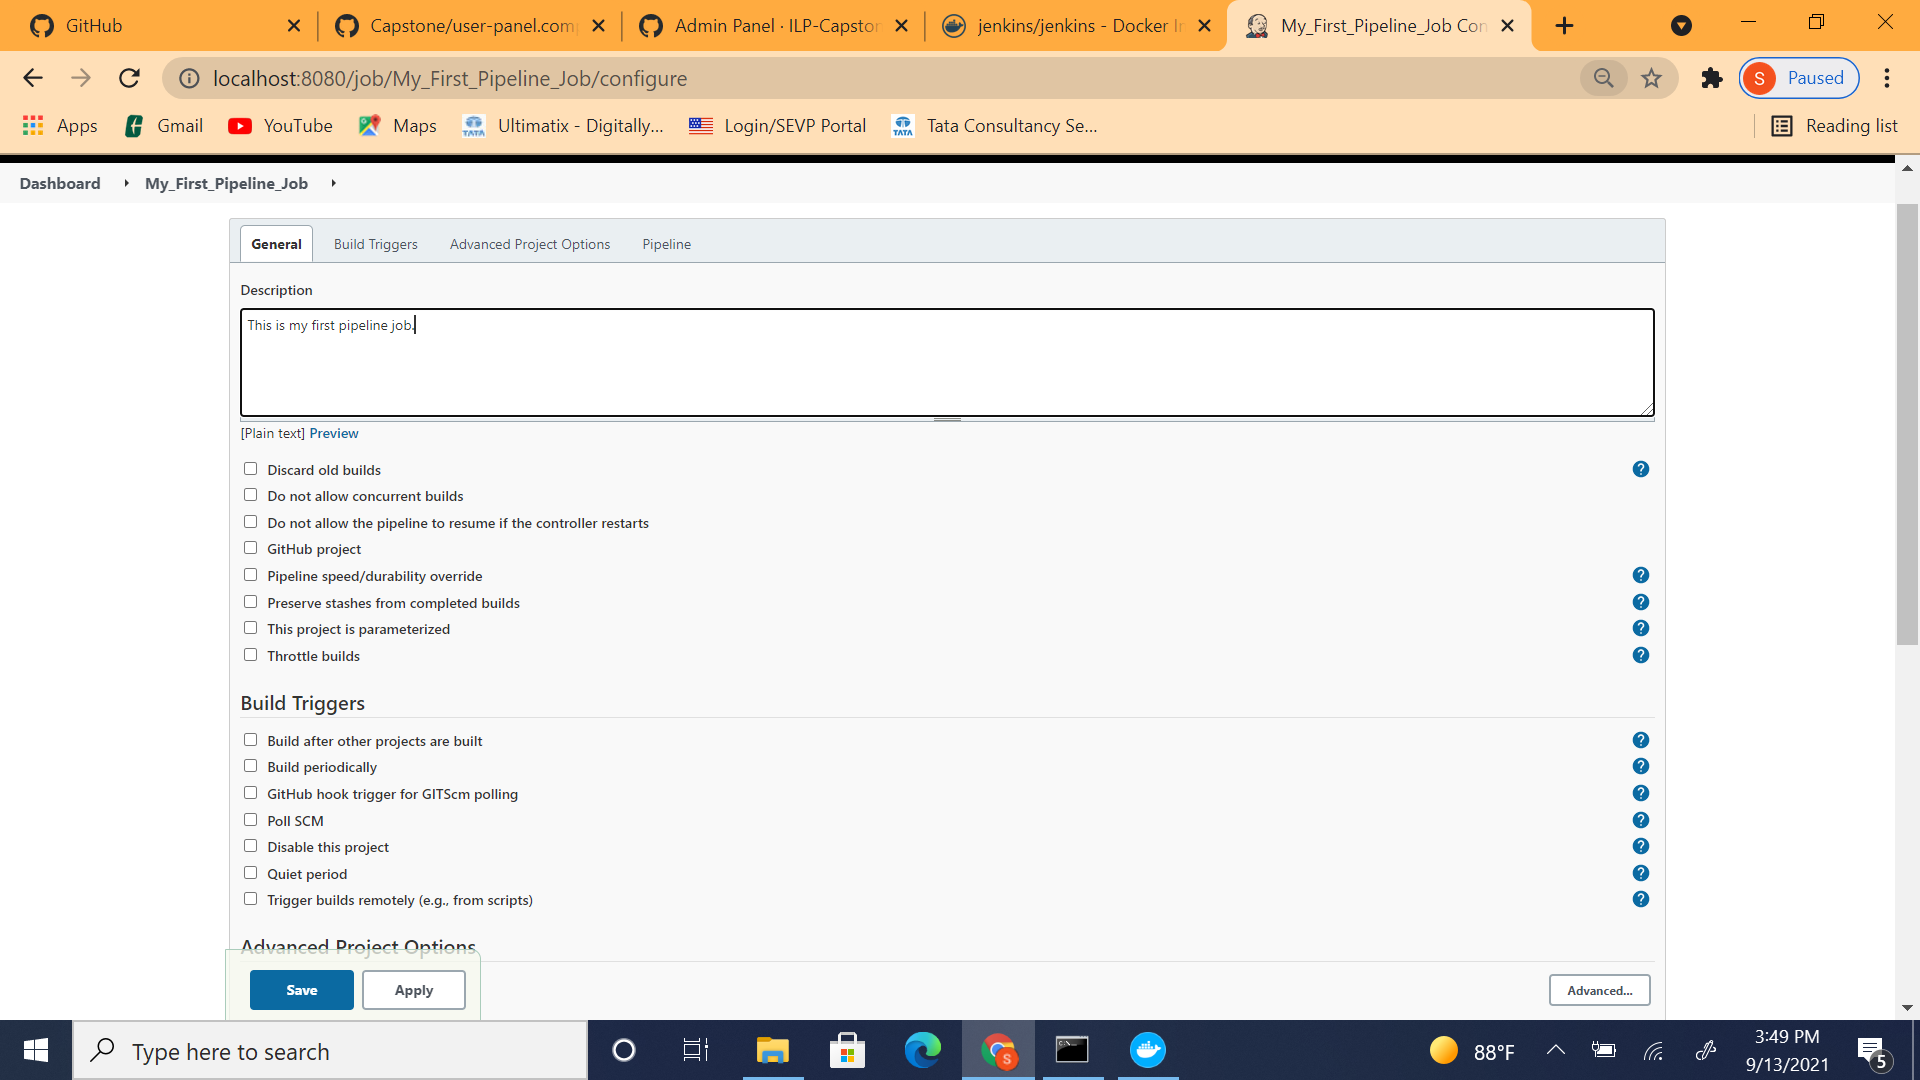 GitHub
Capstone/user-panel.comp
Admin Panel · ILP-Capston
jenkins/jenkins - Docker Im
My_First_Pipeline_Job Con
localhost:8080/job/My_First_Pipeline_Job/configure
S Paused
Apps
Gmail
YouTube
Maps
TATA
Ultimatix - Digitally...
Login/SEVP Portal
TATA
Tata Consultancy Se...
Reading list
Dashboard
My_First_Pipeline_Job
General
Build Triggers
Advanced Project Options
Pipeline
Description
This is my first pipeline job.
[Plain text] Preview
Discard old builds ?
Do not allow concurrent builds
Do not allow the pipeline to resume if the controller restarts
GitHub project
Pipeline speed/durability override ?
Preserve stashes from completed builds ?
This project is parameterized ?
Throttle builds ?
Build Triggers
Build after other projects are built ?
Build periodically ?
GitHub hook trigger for GITScm polling ?
Poll SCM ?
Disable this project ?
Quiet period ?
Trigger builds remotely (e.g., from scripts) ?
Advanced Project Options
Save
Apply
Advanced...
Type here to search
S
88°F
3:49 PM
9/13/2021
5